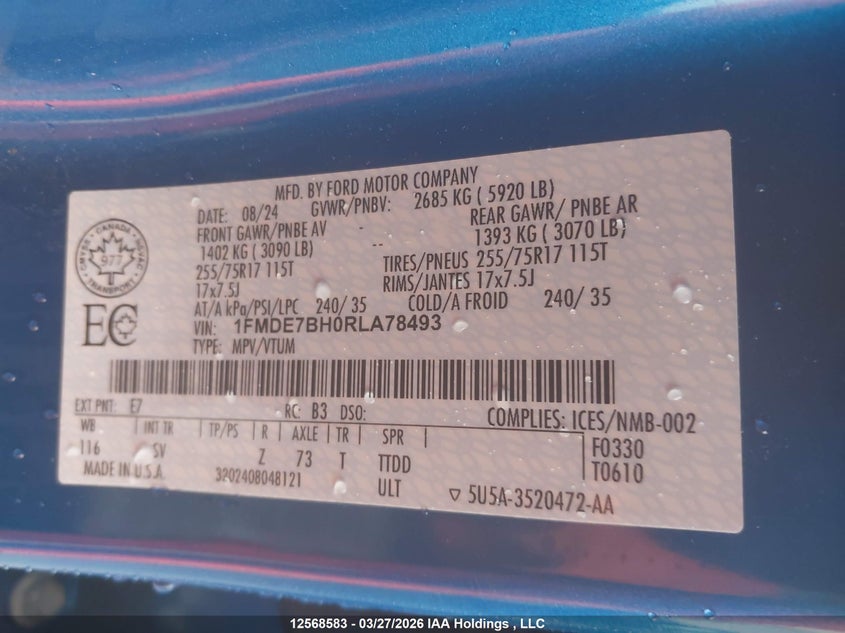 MFD. BY FORD MOTOR COMPANY
DATE: 08/24 GVWR/PNBV: 2685 KG ( 5920 LB)
FRONT GAWR/PNBE AV -- REAR GAWR/ PNBE AR
1402 KG ( 3090 LB) -- 1393 KG ( 3070 LB)
255/75R17 115T TIRES/PNEUS 255/75R17 115T
17x7.5J RIMS/JANTES 17x7.5J
AT/A kPa/PSI/LPC 240/ 35 COLD/A FROID 240/ 35
VIN: 1FMDE7BH0RLA78493
TYPE: MPV/VTUM
CANADA
977
TRANSPORT
EC
EXT PNT: E7 RC: B3 DSO: COMPLIES: ICES/NMB-002
WB INT TR TP/PS R AXLE TR SPR F0330
116 SV Z 73 T TTDD T0610
MADE IN U.S.A. 3202408048121 ULT 5U5A-3520472-AA
12568583 - 03/27/2026 IAA Holdings , LLC